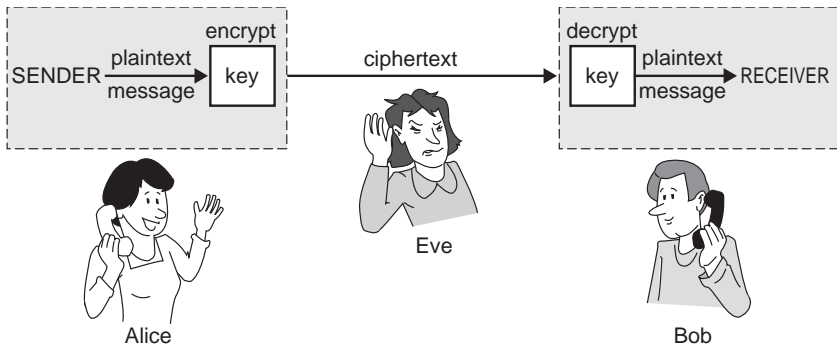 encrypt
decrypt
SENDER plaintext message key ciphertext key plaintext message RECEIVER
Eve
Alice
Bob